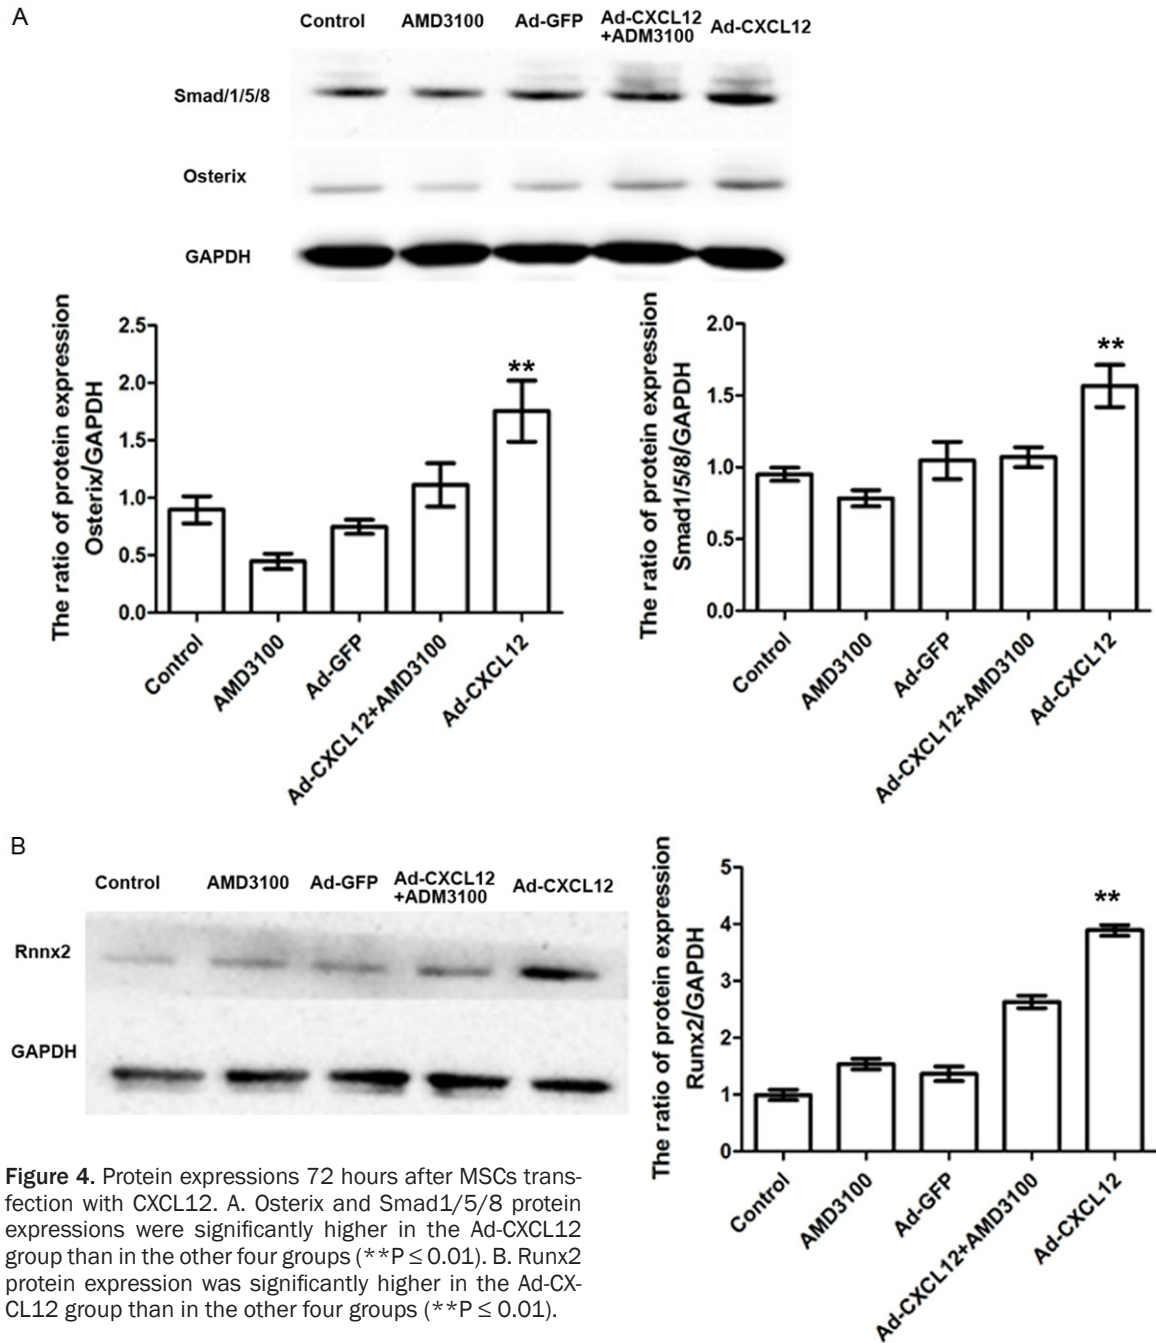 A
Control AMD3100 Ad-GFP Ad-CXCL12 Ad-CXCL12
+ADM3100
Smad/1/5/8
Osterix
GAPDH
The ratio of protein expression
Osterix/GAPDH
2.5
2.0
1.5
1.0
0.5
0.0
**
Control
AMD3100
Ad-GFP
Ad-CXCL12+AMD3100
Ad-CXCL12
The ratio of protein expression
Smad1/5/8/GAPDH
2.0
1.5
1.0
0.5
0.0
**
Control
AMD3100
Ad-GFP
Ad-CXCL12+AMD3100
Ad-CXCL12
B
Control AMD3100 Ad-GFP Ad-CXCL12 Ad-CXCL12
+ADM3100
Rnnx2
GAPDH
The ratio of protein expression
Runx2/GAPDH
5
4
3
2
1
0
**
Control
AMD3100
Ad-GFP
Ad-CXCL12+AMD3100
Ad-CXCL12
Figure 4. Protein expressions 72 hours after MSCs trans-
fection with CXCL12. A. Osterix and Smad1/5/8 protein
expressions were significantly higher in the Ad-CXCL12
group than in the other four groups (**P ≤ 0.01). B. Runx2
protein expression was significantly higher in the Ad-CX-
CL12 group than in the other four groups (**P ≤ 0.01).